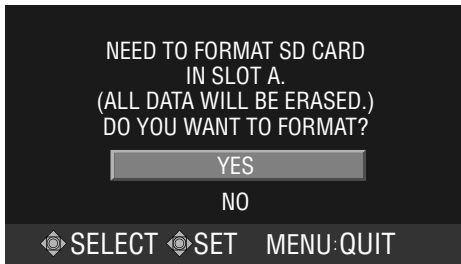 NEED TO FORMAT SD CARD
IN SLOT A.
(ALL DATA WILL BE ERASED.)
DO YOU WANT TO FORMAT?
YES
NO
SELECT SET MENU:QUIT